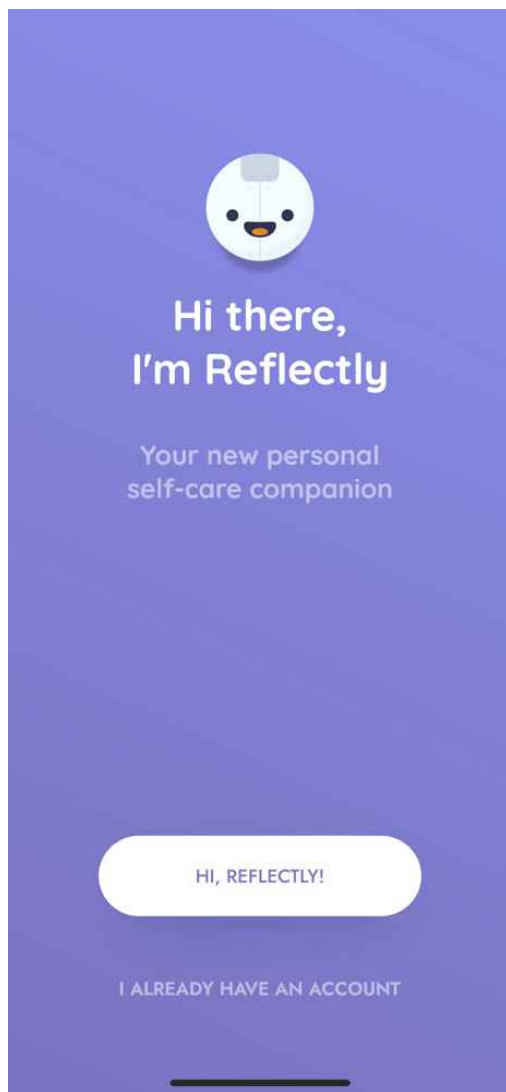 Hi there,
I'm Reflectly
Your new personal
self-care companion
HI, REFLECTLY!
I ALREADY HAVE AN ACCOUNT